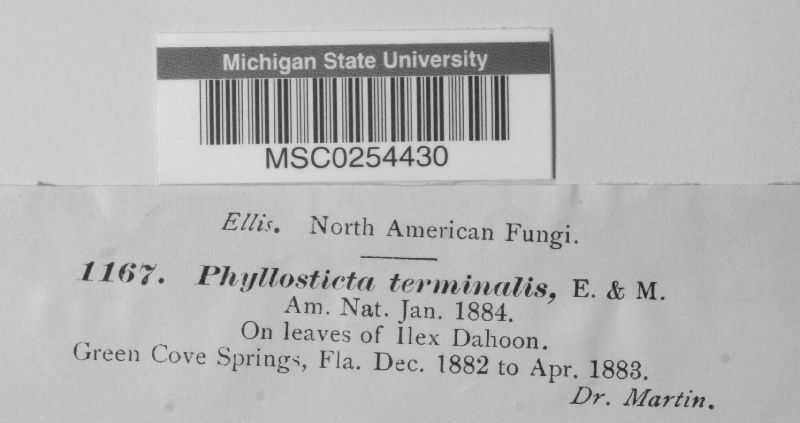 Michigan State University
MSC0254430
Ellis. North American Fungi.
1167. Phyllosticta terminalis, E. & M.
Am. Nat. Jan. 1884.
On leaves of Ilex Dahoon.
Green Cove Springs, Fla. Dec. 1882 to Apr. 1883.
Dr. Martin.